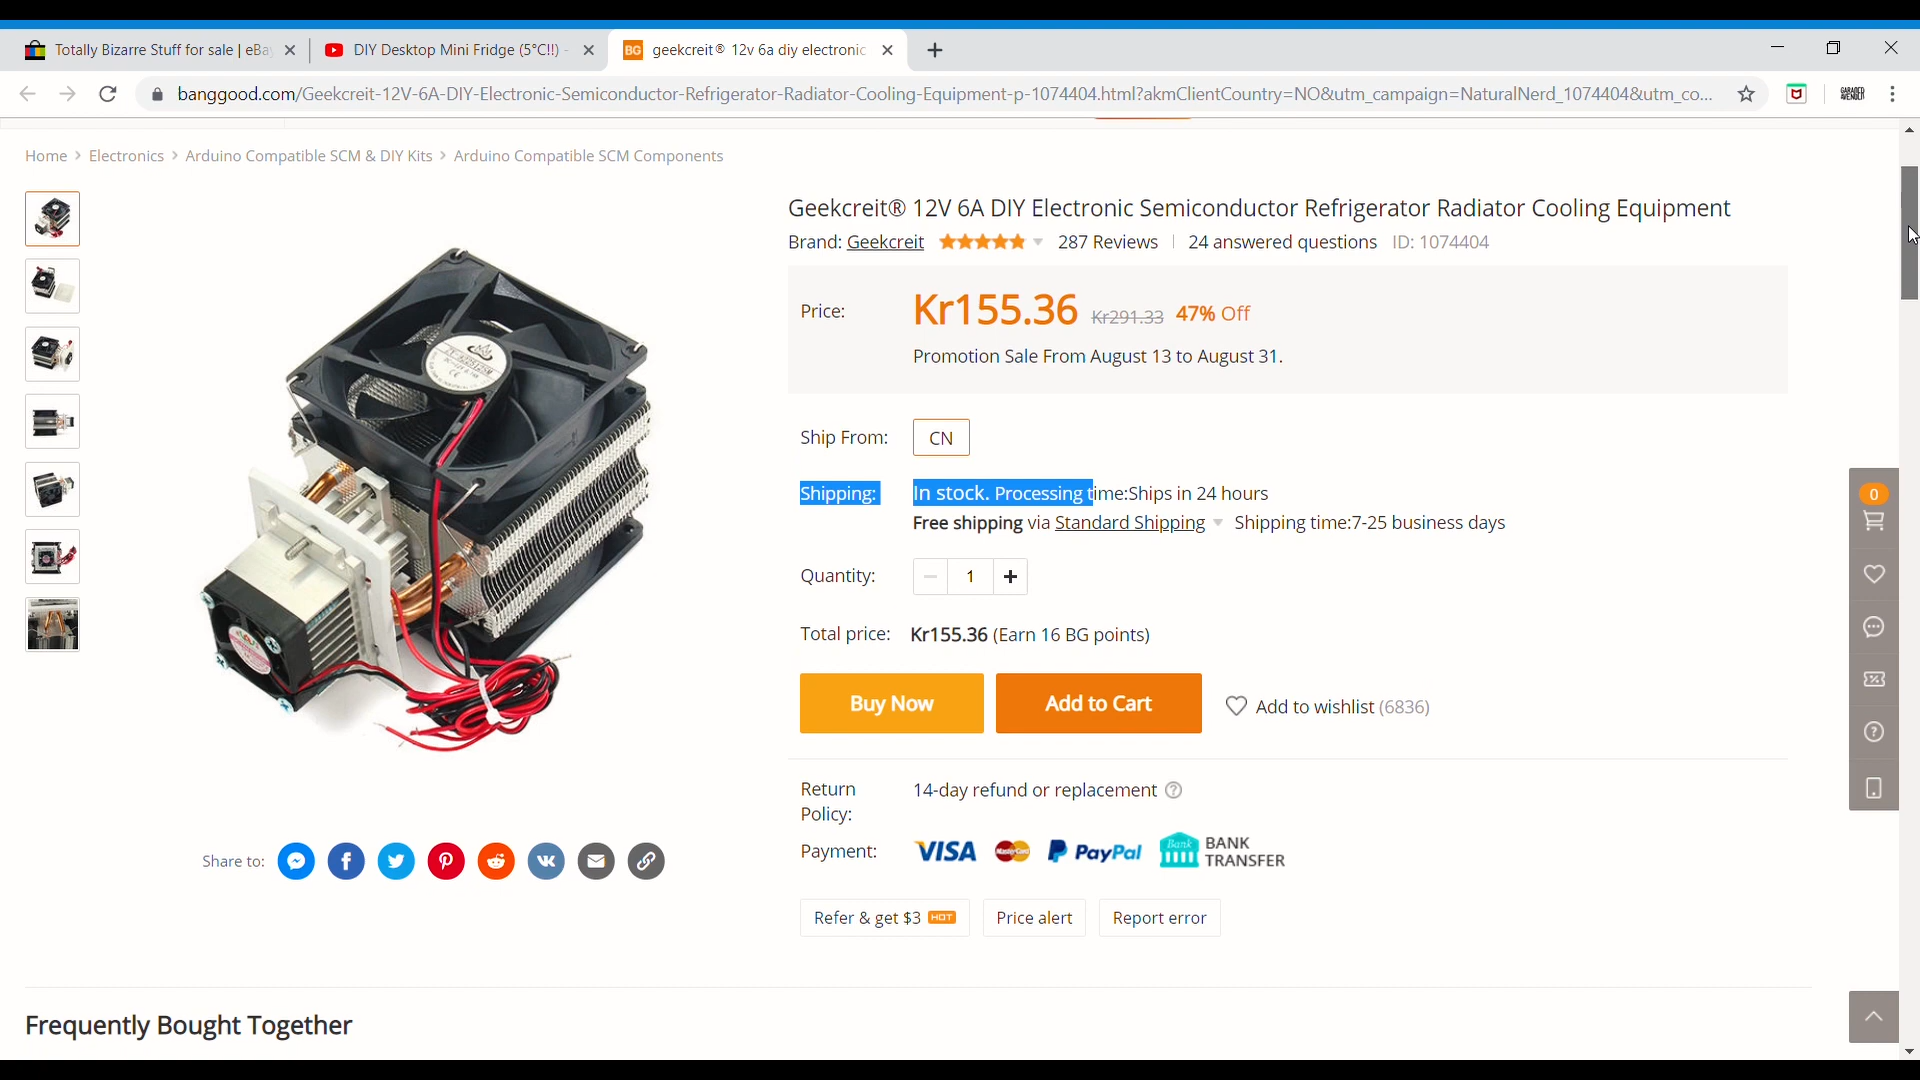 Totally Bizarre Stuff for sale | eBa
DIY Desktop Mini Fridge (5°C!!) -
BG geekcreit® 12v 6a diy electronic
banggood.com/Geekcreit-12V-6A-DIY-Electronic-Semiconductor-Refrigerator-Radiator-Cooling-Equipment-p-1074404.html?akmClientCountry=NO&utm_campaign=NaturalNerd_1074404&utm_co...
Home > Electronics > Arduino Compatible SCM & DIY Kits > Arduino Compatible SCM Components
Geekcreit® 12V 6A DIY Electronic Semiconductor Refrigerator Radiator Cooling Equipment
Brand: Geekcreit 287 Reviews 24 answered questions ID: 1074404
Price: Kr155.36 Kr291.33 47% Off
Promotion Sale From August 13 to August 31.
Ship From: CN
Shipping: In stock. Processing time:Ships in 24 hours
Free shipping via Standard Shipping Shipping time:7-25 business days
0
Quantity: 1
Total price: Kr155.36 (Earn 16 BG points)
Buy Now Add to Cart Add to wishlist (6836)
Return Policy: 14-day refund or replacement
Payment: VISA MasterCard PayPal Bank BANK TRANSFER
Share to:
Refer & get $3 HOT Price alert Report error
Frequently Bought Together